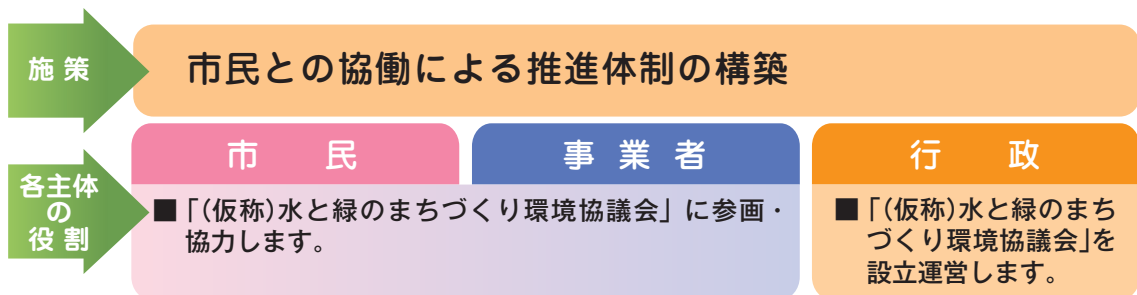 施 策
市民との協働による推進体制の構築
各主体
の
役 割
市 民
事 業 者
行 政
■「(仮称)水と緑のまちづくり環境協議会」に参画・
協力します。
■「(仮称)水と緑のまち
づくり環境協議会」を
設立運営します。